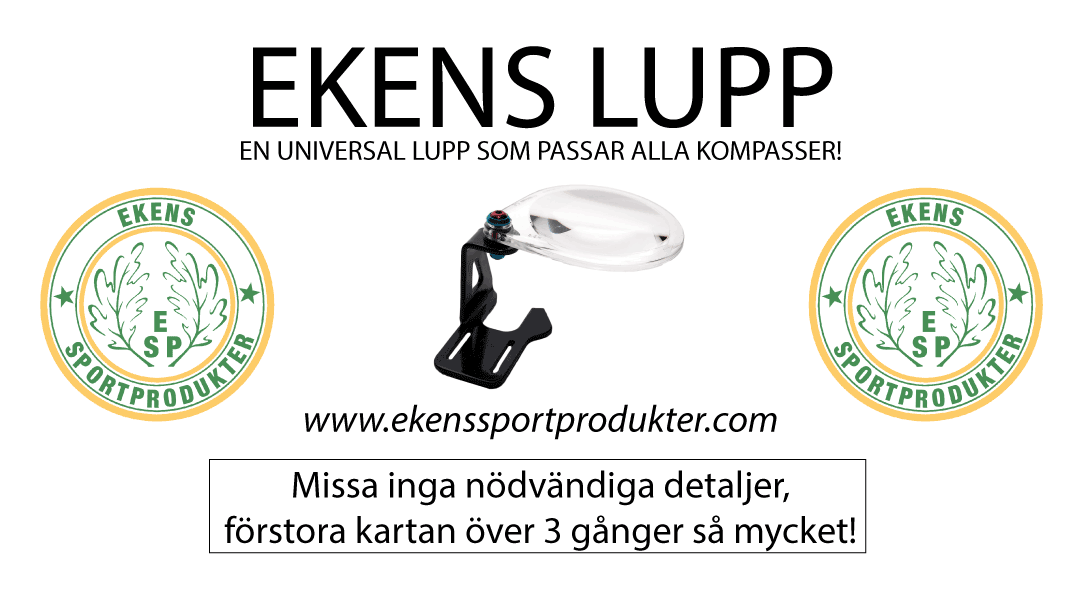 EKENS LUPP
EN UNIVERSAL LUPP SOM PASSAR ALLA KOMPASSER!
EKENS
E
SP
SPORTPRODUKTER
EKENS
E
SP
SPORTPRODUKTER
www.ekenssportprodukter.com
Missa inga nödvändiga detaljer,
förstora kartan över 3 gånger så mycket!